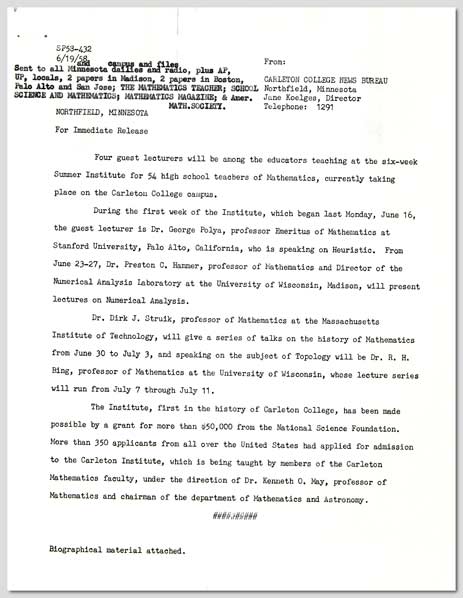 SP58-432
6/19/58
and campus and files
Sent to all Minnesota dailies and radio, plus AP,
UP, locals, 2 papers in Madison, 2 papers in Boston,
Palo Alto and San Jose; THE MATHEMATICS TEACHER; SCHOOL
SCIENCE AND MATHEMATICS; MATHEMATICS MAGAZINE; & Amer.
MATH.SOCIETY.
From:
CARLETON COLLEGE NEWS BUREAU
Northfield, Minnesota
Jane Koelges, Director
Telephone: 1291
NORTHFIELD, MINNESOTA
For Immediate Release
Four guest lecturers will be among the educators teaching at the six-week
Summer Institute for 54 high school teachers of Mathematics, currently taking
place on the Carleton College campus.
During the first week of the Institute, which began last Monday, June 16,
the guest lecturer is Dr. George Polya, professor Emeritus of Mathematics at
Stanford University, Palo Alto, California, who is speaking on Heuristic. From
June 23-27, Dr. Preston C. Hammer, professor of Mathematics and Director of the
Numerical Analysis laboratory at the University of Wisconsin, Madison, will present
lectures on Numerical Analysis.
Dr. Dirk J. Struik, professor of Mathematics at the Massachusetts
Institute of Technology, will give a series of talks on the history of Mathematics
from June 30 to July 3, and speaking on the subject of Topology will be Dr. R. H.
Bing, professor of Mathematics at the University of Wisconsin, whose lecture series
will run from July 7 through July 11.
The Institute, first in the history of Carleton College, has been made
possible by a grant for more than $50,000 from the National Science Foundation.
More than 350 applicants from all over the United States had applied for admission
to the Carleton Institute, which is being taught by members of the Carleton
Mathematics faculty, under the direction of Dr. Kenneth O. May, professor of
Mathematics and chairman of the department of Mathematics and Astronomy.
##########
Biographical material attached.